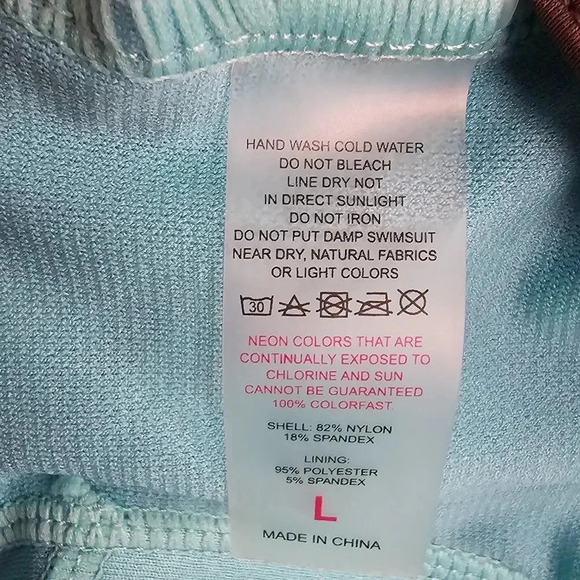 HAND WASH COLD WATER
DO NOT BLEACH
LINE DRY NOT
IN DIRECT SUNLIGHT
DO NOT IRON
DO NOT PUT DAMP SWIMSUIT
NEAR DRY, NATURAL FABRICS
OR LIGHT COLORS
30
NEON COLORS THAT ARE
CONTINUALLY EXPOSED TO
CHLORINE AND SUN
CANNOT BE GUARANTEED
100% COLORFAST.
SHELL: 82% NYLON
18% SPANDEX
LINING:
95% POLYESTER
5% SPANDEX
L
MADE IN CHINA